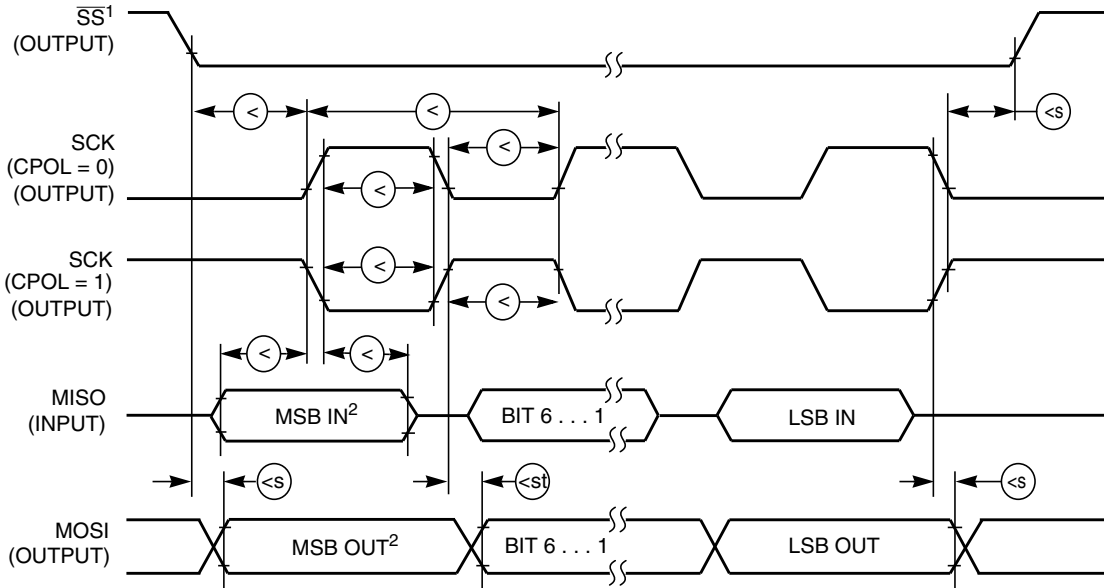 SS¹
(OUTPUT)
<
<
<s
SCK
(CPOL = 0)
(OUTPUT)
<
<
SCK
(CPOL = 1)
(OUTPUT)
<
<
<
<
MISO
(INPUT)
MSB IN²
BIT 6 . . . 1
LSB IN
<s
<st
<s
MOSI
(OUTPUT)
MSB OUT²
BIT 6 . . . 1
LSB OUT